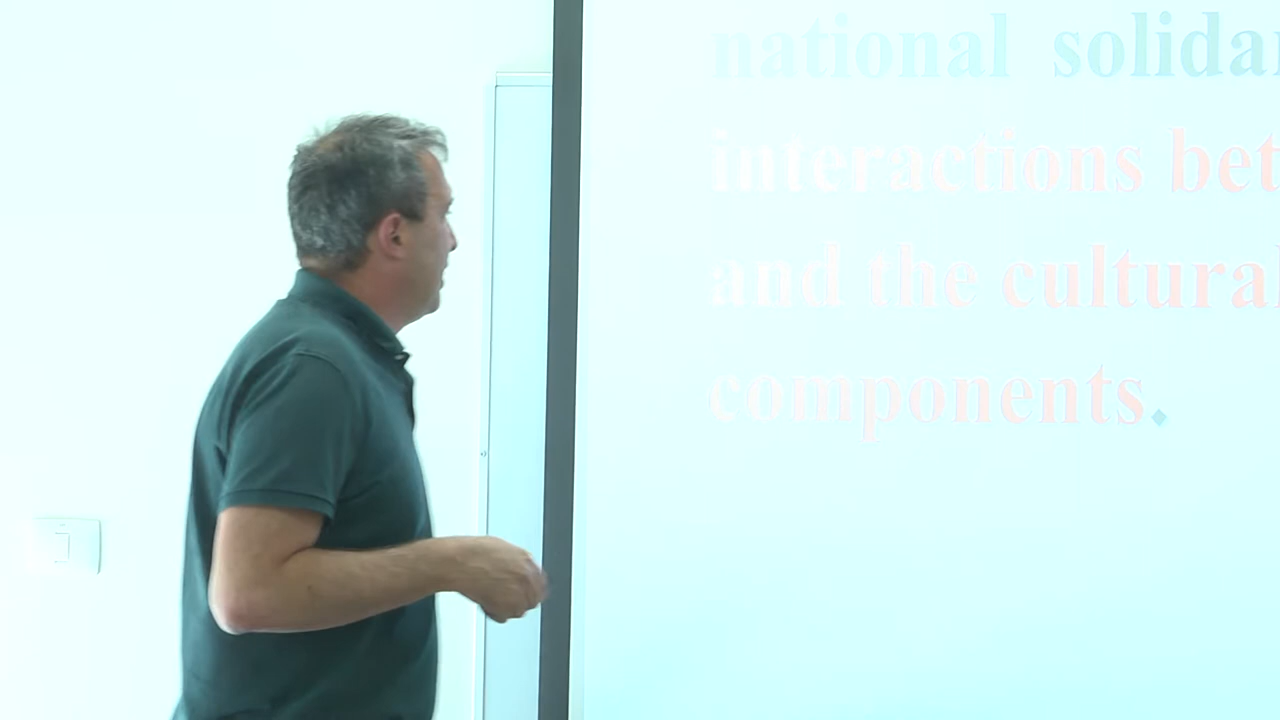 national solidar
interactions bet
and the cultural
components.